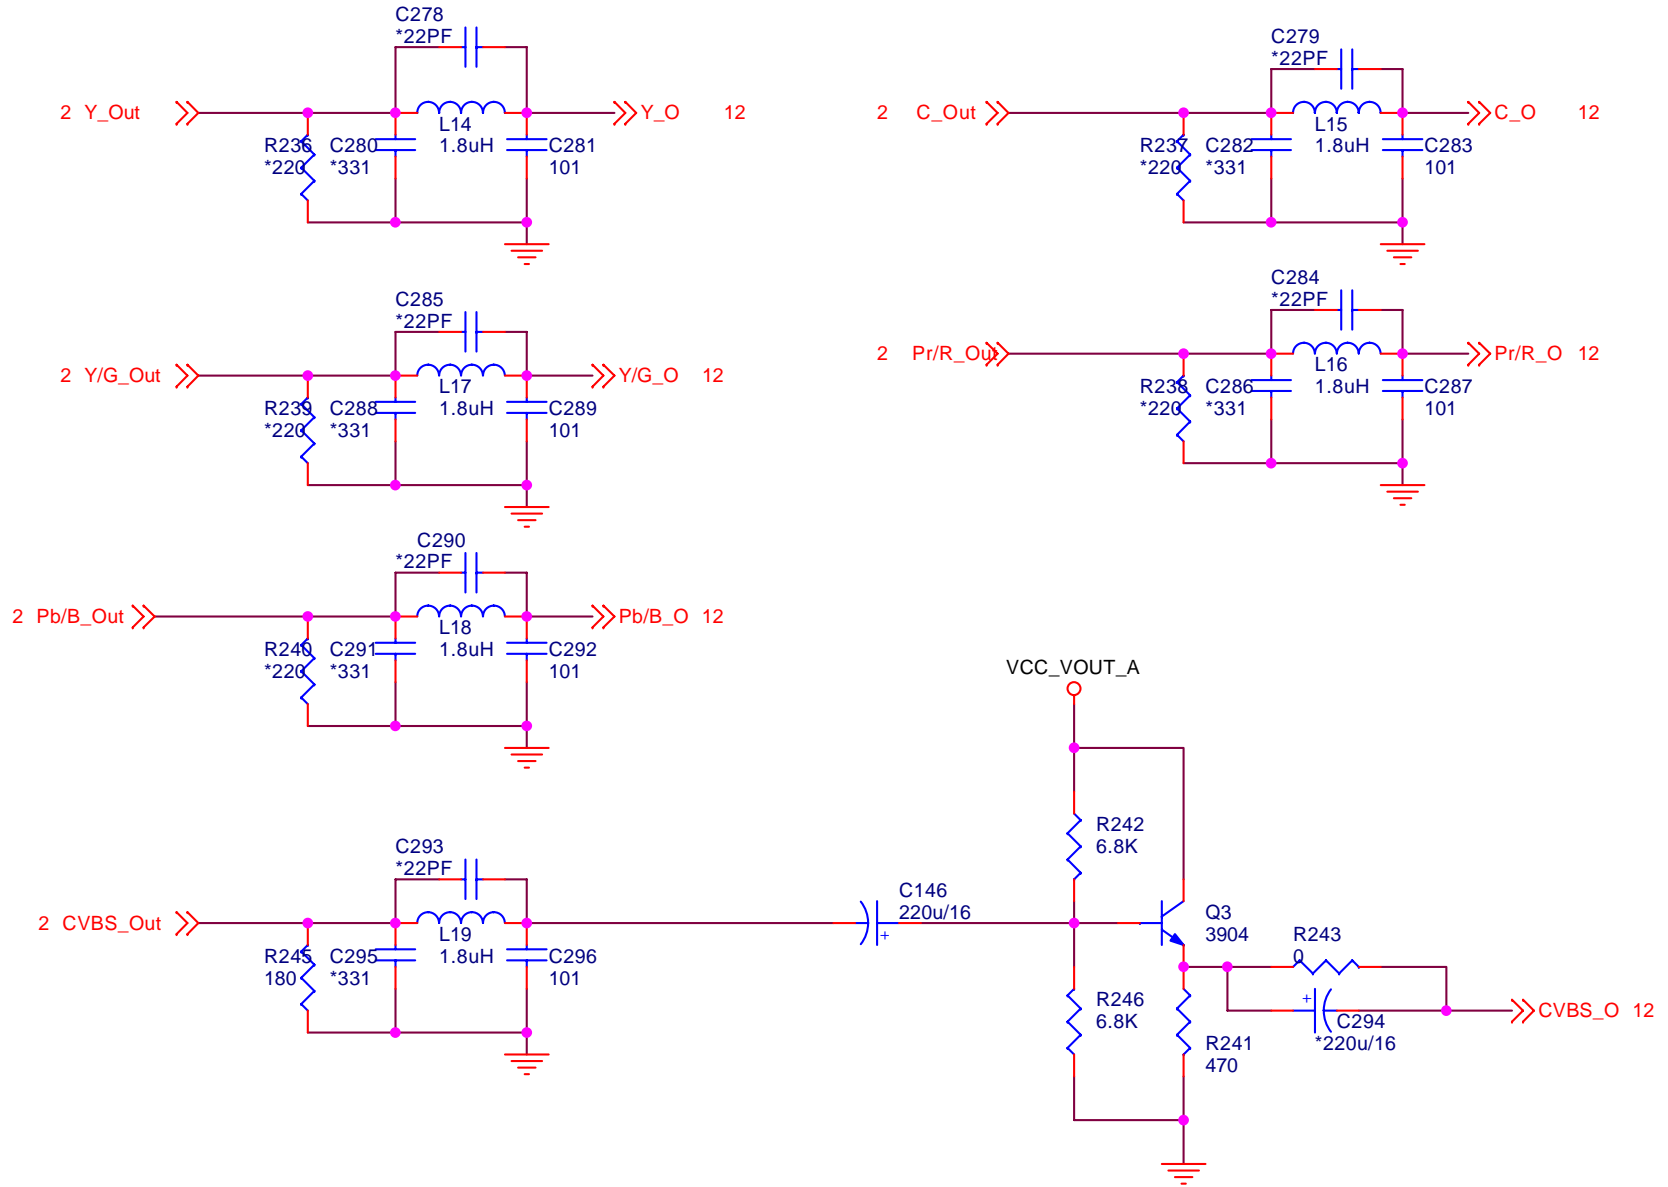 C278
*22PF
2 Y_Out
Y_O 12
L14
1.8uH
R236
*220
C280
*331
C281
101
C279
*22PF
2 C_Out
C_O 12
L15
1.8uH
R237
*220
C282
*331
C283
101
C285
*22PF
2 Y/G_Out
Y/G_O 12
L17
1.8uH
R239
*220
C288
*331
C289
101
C284
*22PF
2 Pr/R_Out
Pr/R_O 12
L16
1.8uH
R238
*220
C286
*331
C287
101
C290
*22PF
2 Pb/B_Out
Pb/B_O 12
L18
1.8uH
R240
*220
C291
*331
C292
101
VCC_VOUT_A
R242
6.8K
C293
*22PF
2 CVBS_Out
L19
1.8uH
R245
180
C295
*331
C296
101
C146
220u/16
+
Q3
3904
R243
0
R246
6.8K
R241
470
+
C294
*220u/16
CVBS_O 12